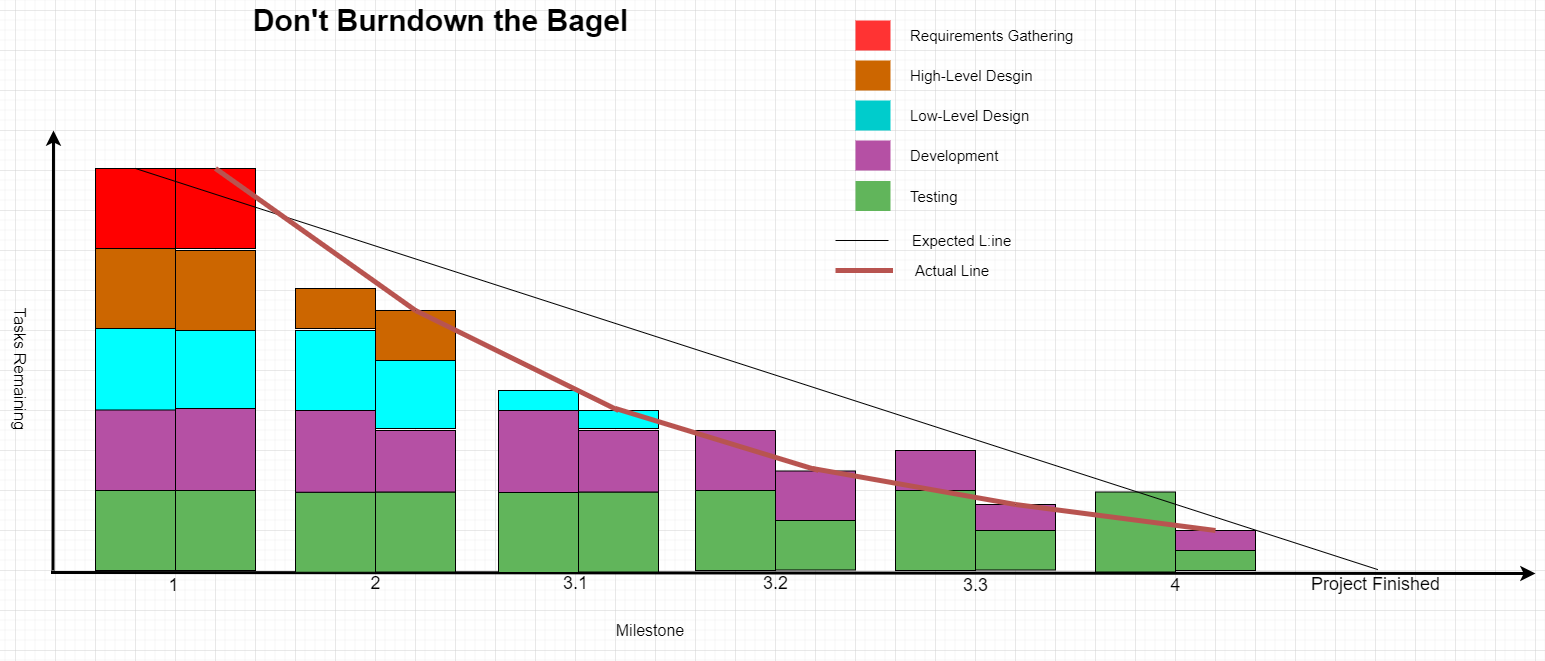 Don't Burndown the Bagel
Requirements Gathering
High-Level Desgin
Low-Level Design
Development
Testing
Expected L:ine
Actual Line
Tasks Remaining
1
2
3.1
3.2
3.3
4
Project Finished
Milestone